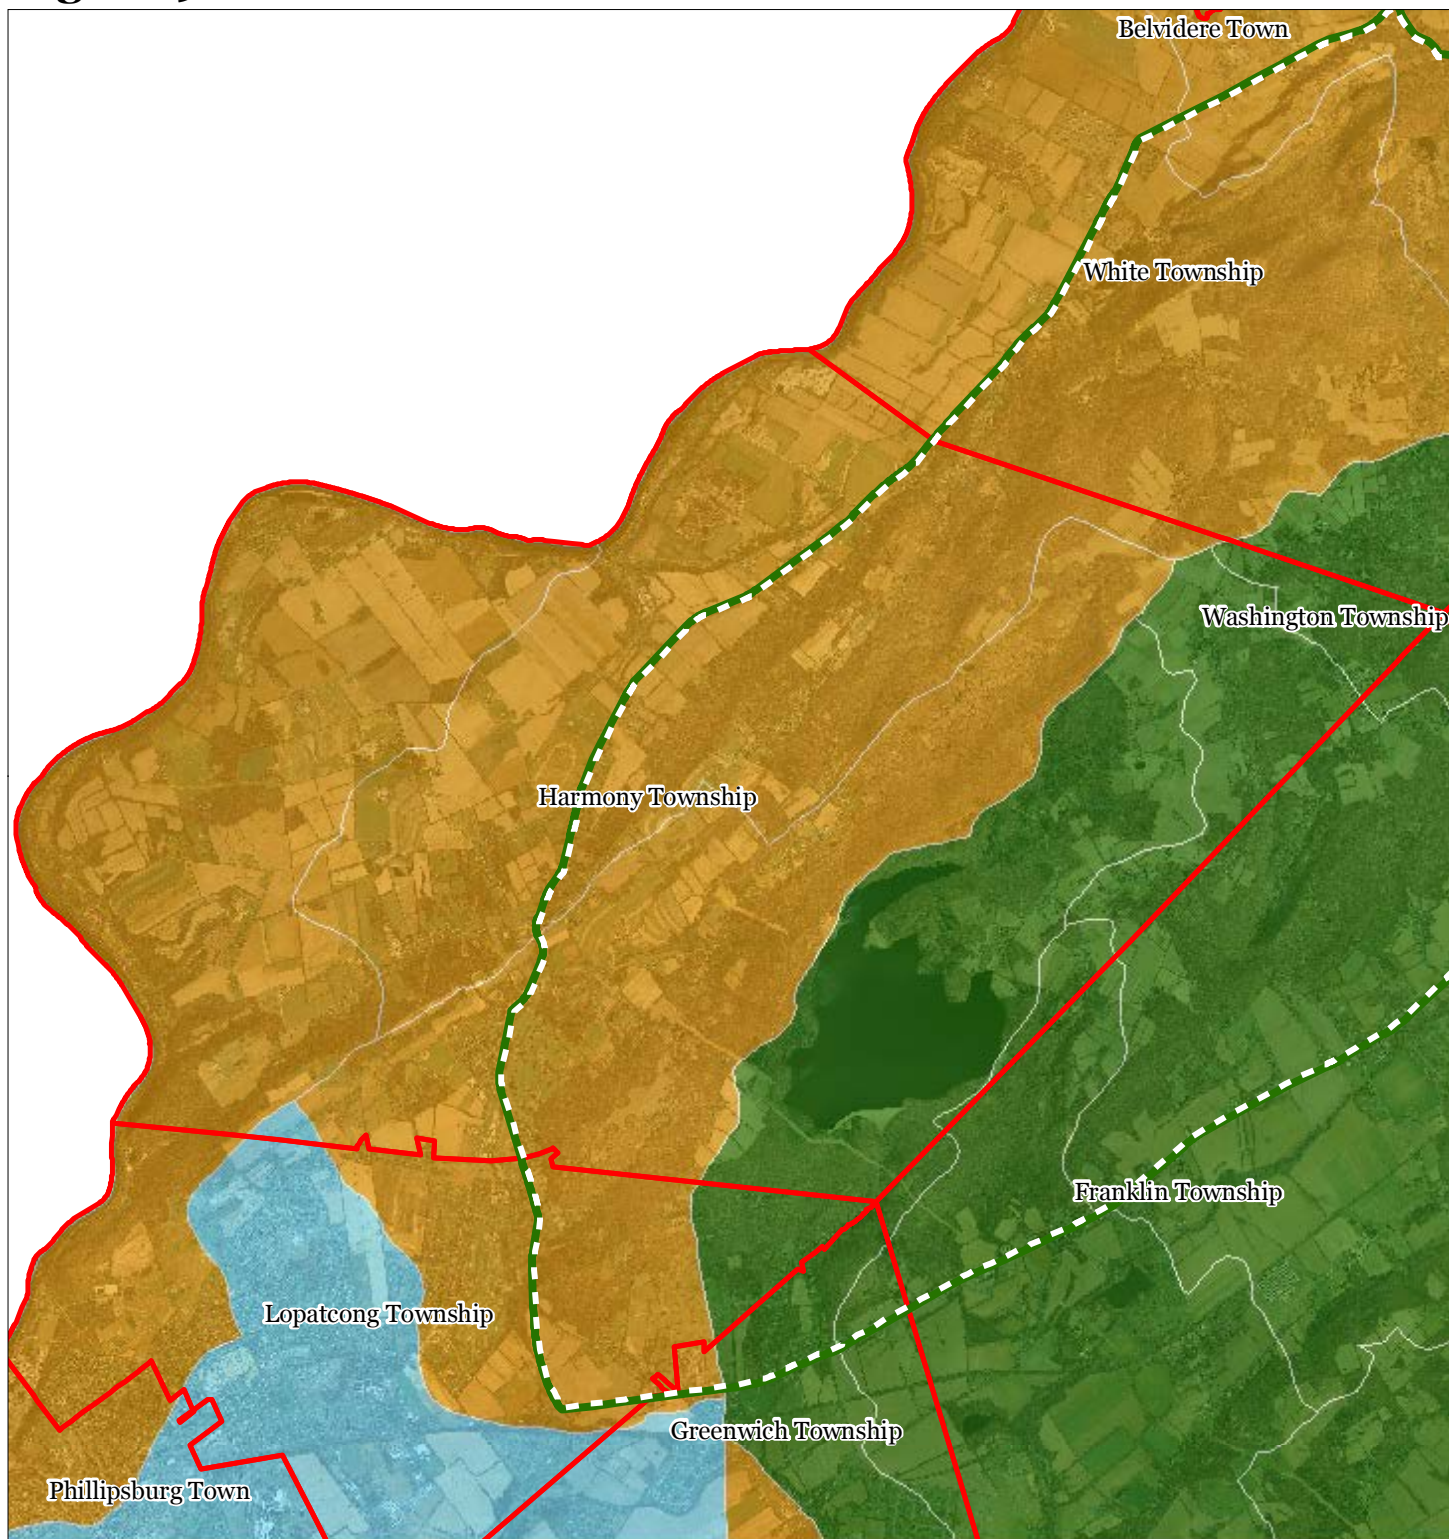 Belvidere Town
White Township
Washington Township
Harmony Township
Franklin Township
Lopatcong Township
Greenwich Township
Phillipsburg Town